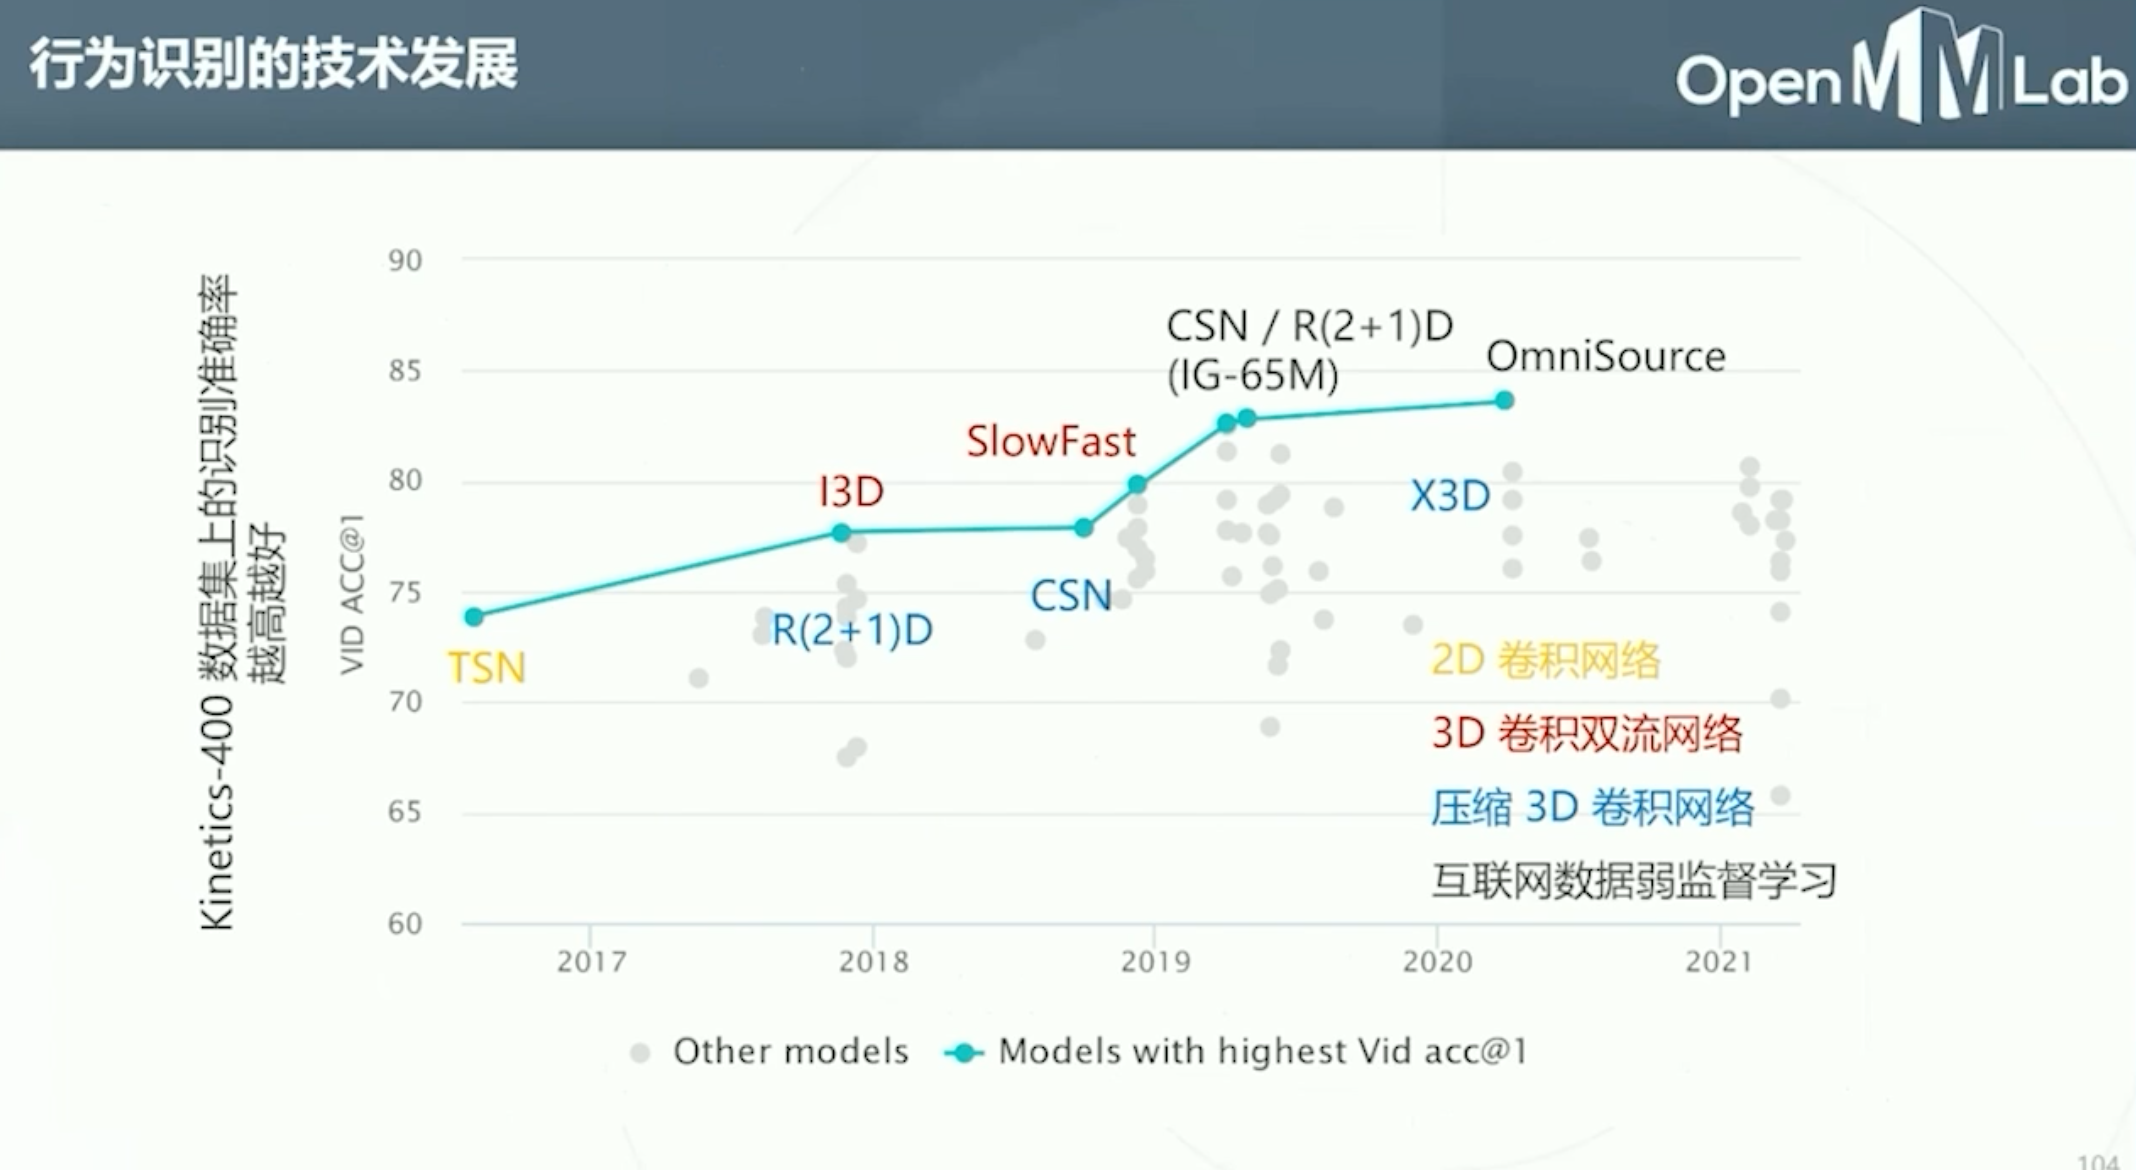 行为识别的技术发展
OpenMMLab
Kinetics-400 数据集上的识别准确率
越高越好
VID ACC@1
90
85
80
75
70
65
60
CSN / R(2+1)D
(IG-65M)
OmniSource
SlowFast
I3D
X3D
CSN
R(2+1)D
TSN
2D 卷积网络
3D 卷积双流网络
压缩 3D 卷积网络
互联网数据弱监督学习
2017
2018
2019
2020
2021
Other models
Models with highest Vid acc@1
104